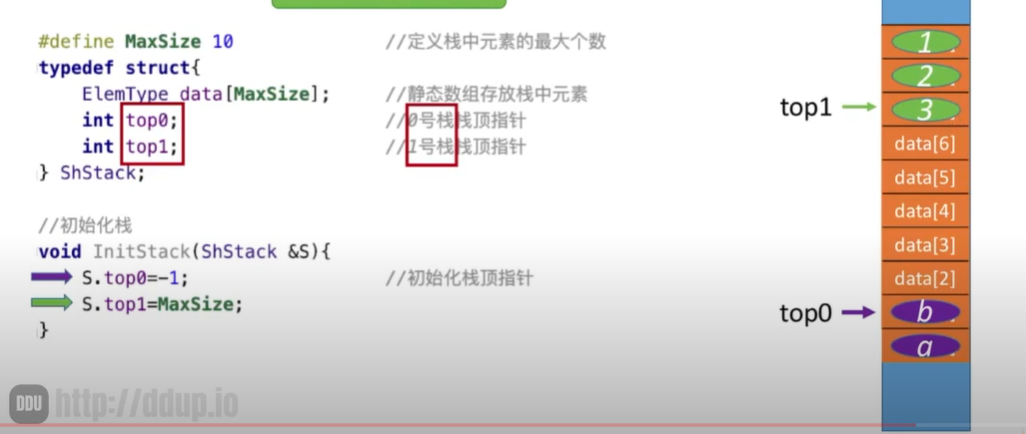 #define MaxSize 10 //定义栈中元素的最大个数
typedef struct{
ElemType data[MaxSize]; //静态数组存放栈中元素
int top0; //0号栈栈顶指针
int top1; //1号栈栈顶指针
} ShStack;
//初始化栈
void InitStack(ShStack &S){
S.top0=-1; //初始化栈顶指针
S.top1=MaxSize;
}
1
2
top1 3
data[6]
data[5]
data[4]
data[3]
data[2]
top0 b
a
DDU http://ddup.io